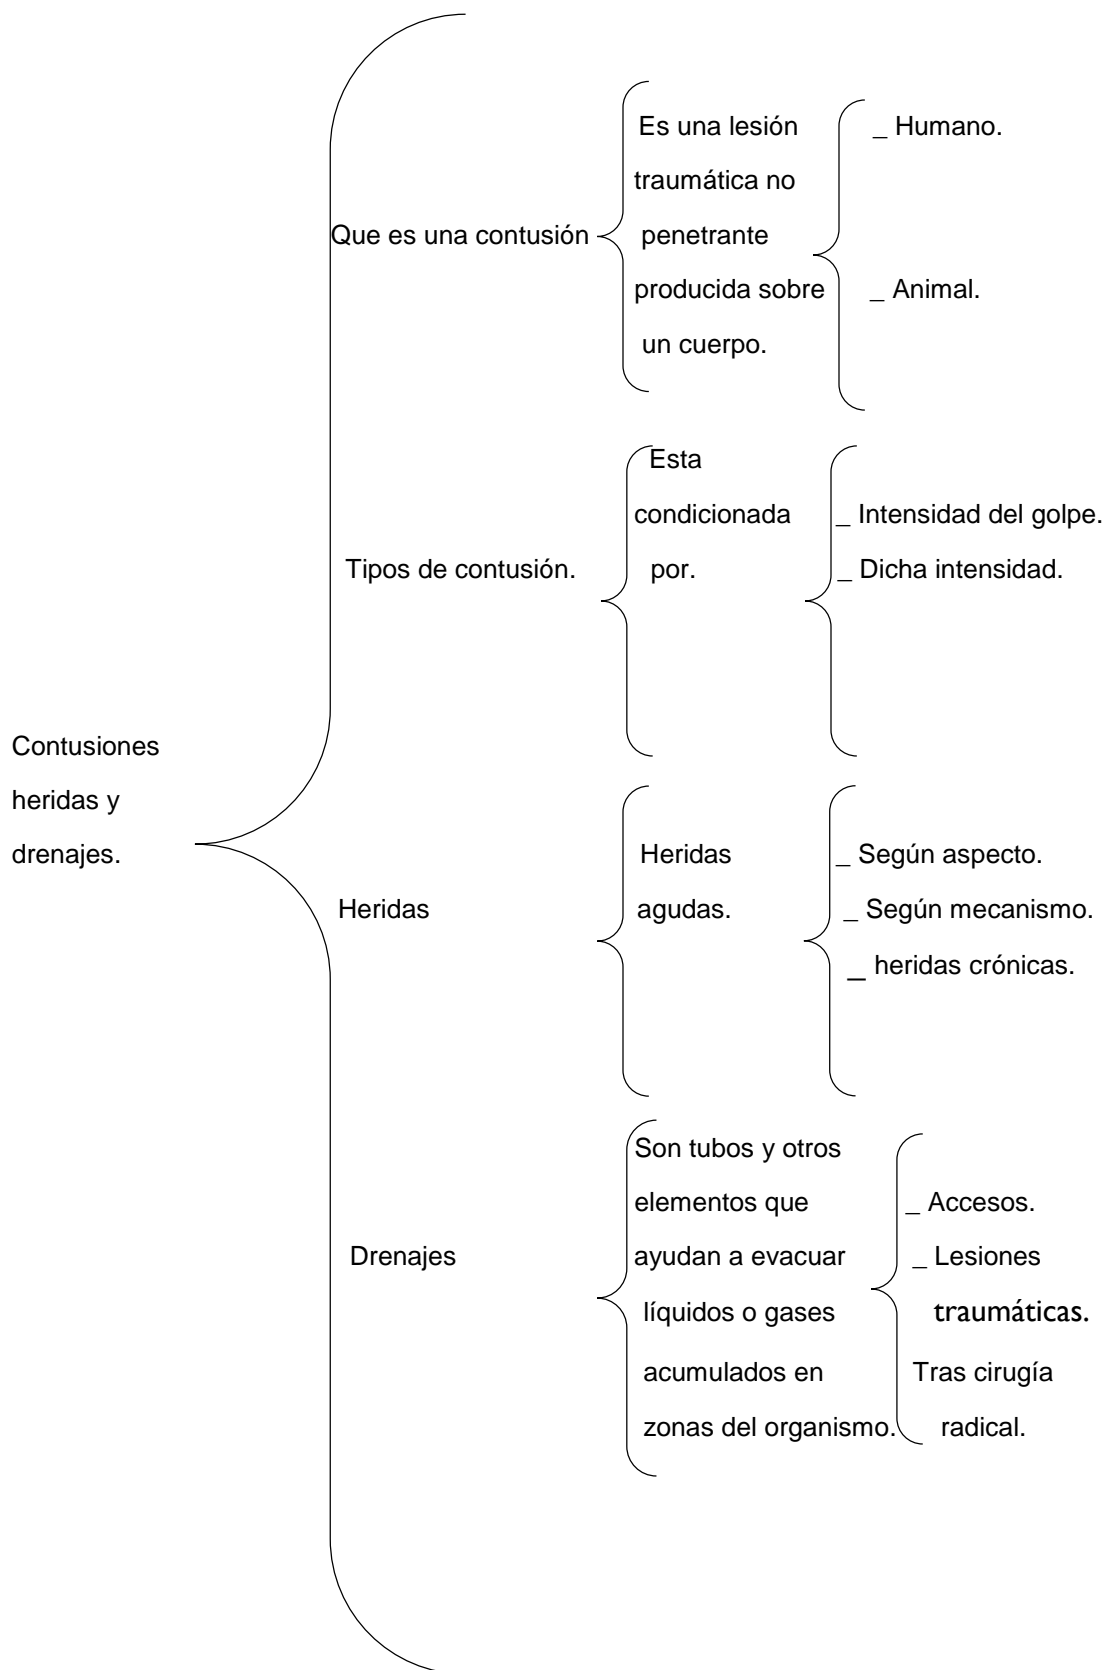 Contusiones
heridas y
drenajes.
Que es una contusión
Es una lesión
traumática no
penetrante
producida sobre
un cuerpo.
_ Humano.
_ Animal.
Tipos de contusión.
Esta
condicionada
por.
_ Intensidad del golpe.
_ Dicha intensidad.
Heridas
Heridas
agudas.
_ Según aspecto.
_ Según mecanismo.
_ heridas crónicas.
Drenajes
Son tubos y otros
elementos que
ayudan a evacuar
líquidos o gases
acumulados en
zonas del organismo.
_ Accesos.
_ Lesiones
traumáticas.
Tras cirugía
radical.